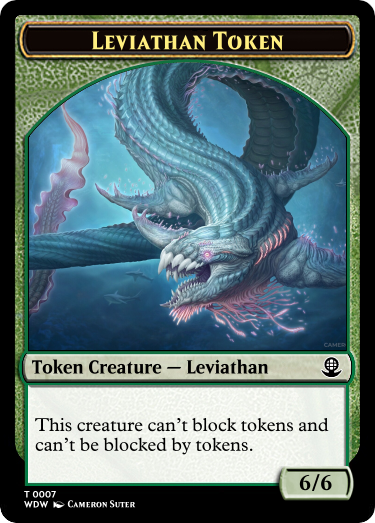 Leviathan Token
CAMER
Token Creature — Leviathan
This creature can't block tokens and
can't be blocked by tokens.
6/6
T 0007
WDW Cameron Suter